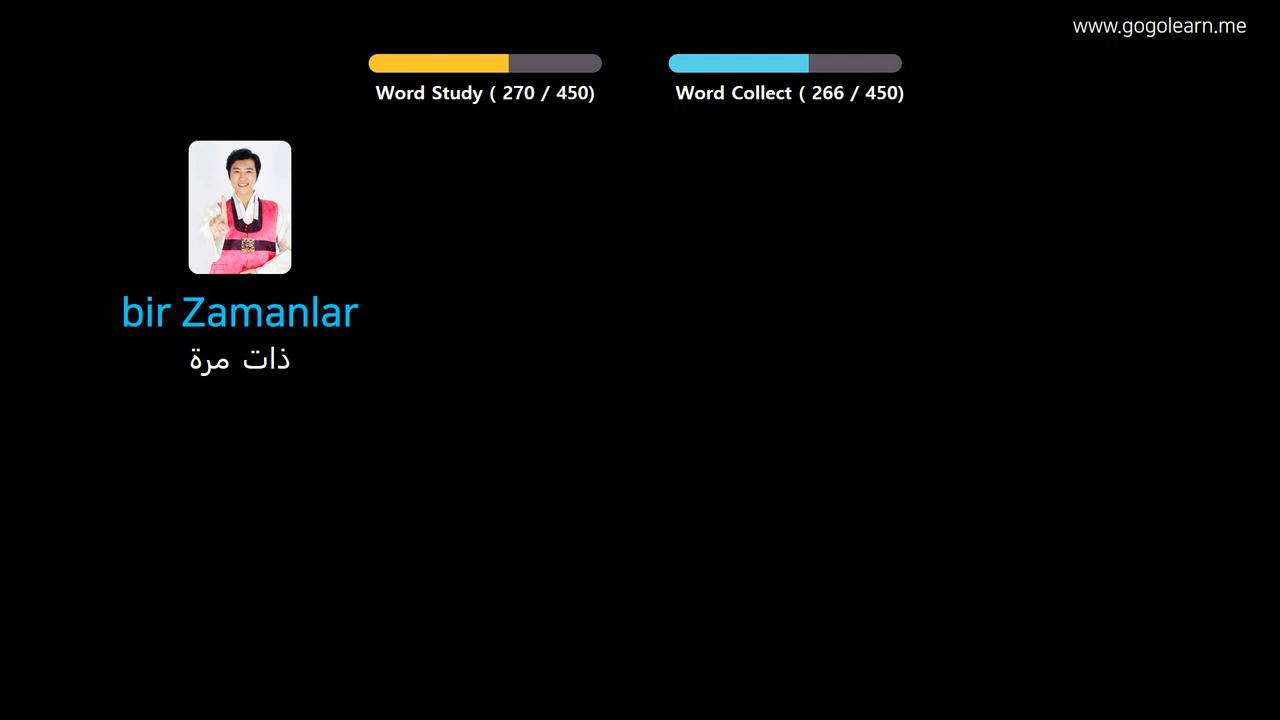 www.gogolearn.me
Word Study ( 270 / 450)
Word Collect ( 266 / 450)
bir Zamanlar
ذات مرة